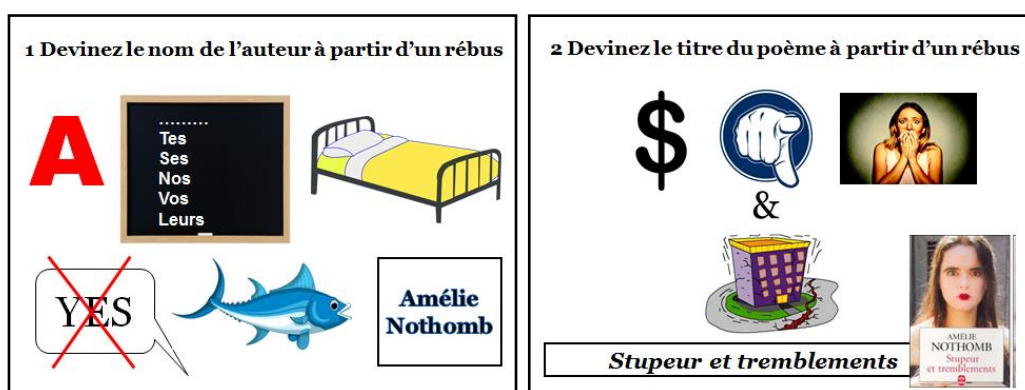 1 Devinez le nom de l'auteur à partir d'un rébus
A
.........
Tes
Ses
Nos
Vos
Leurs
YES
Amélie
Nothomb
2 Devinez le titre du poème à partir d'un rébus
$
&
Stupeur et tremblements
AMÉLIE
NOTHOMB
Stupeur
et tremblements